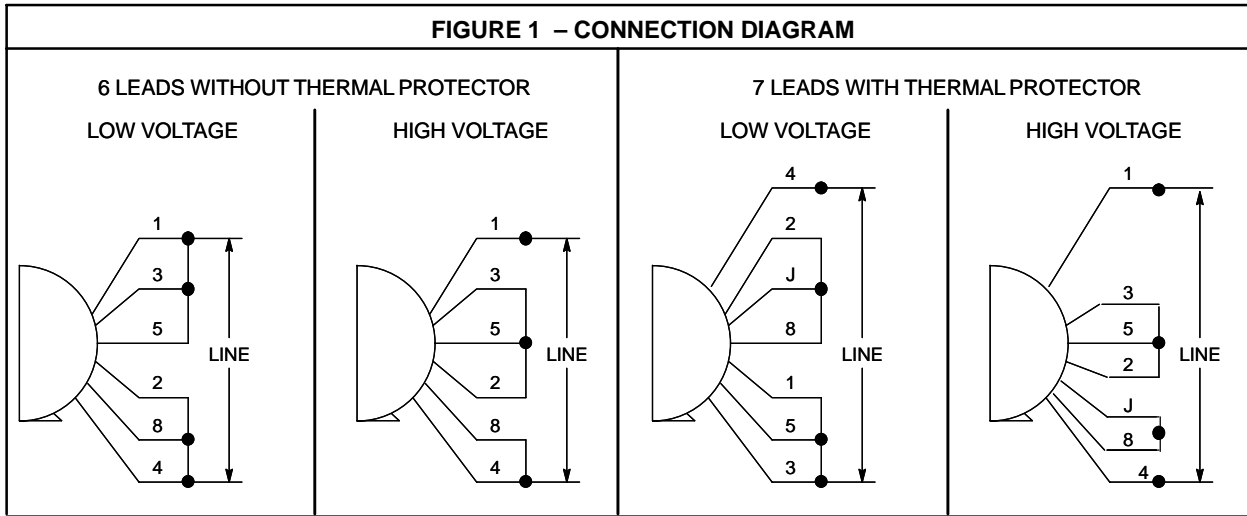 FIGURE 1 – CONNECTION DIAGRAM
6 LEADS WITHOUT THERMAL PROTECTOR
LOW VOLTAGE
1
3
5
2
8
4
LINE
HIGH VOLTAGE
1
3
5
2
8
4
LINE
7 LEADS WITH THERMAL PROTECTOR
LOW VOLTAGE
4
2
J
8
1
5
3
LINE
HIGH VOLTAGE
1
3
5
2
J
8
4
LINE